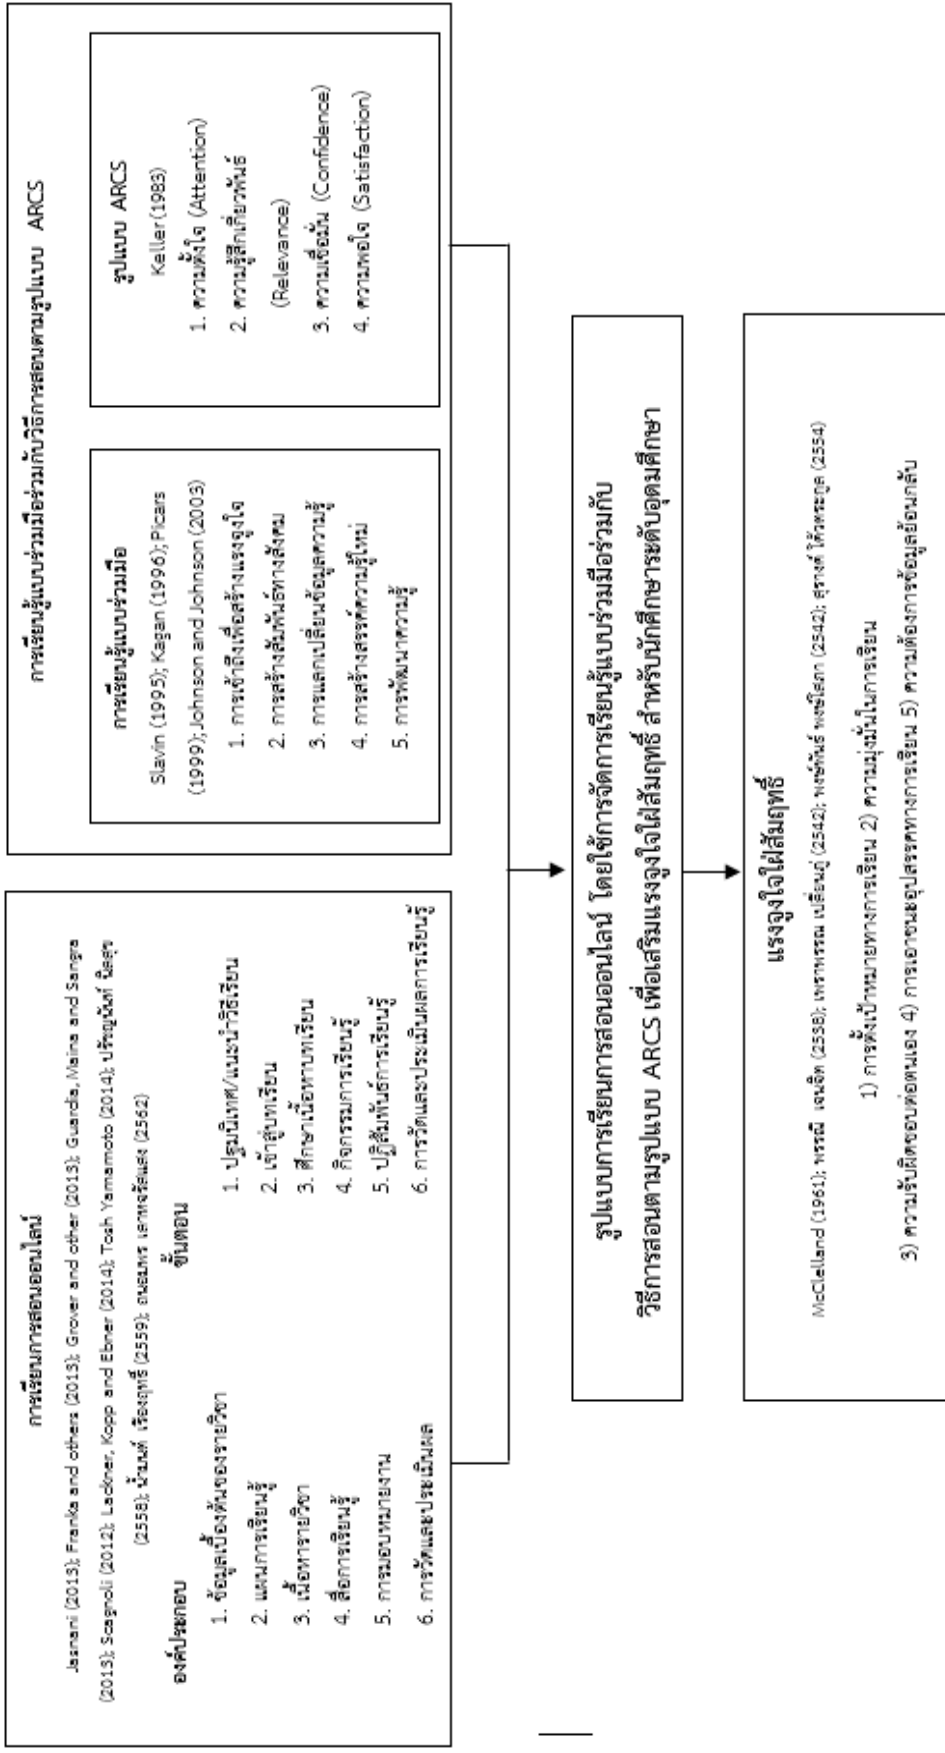 การเรียนการสอนออนไลน์
Jasnani (2013); Franka and others (2013); Grover and other (2013); Guardia, Maina and Sangra
(2013); Scagnoli (2012); Lackner, Kopp and Ebner (2014); Tosh Yamamoto (2014); ปรัชญนันท์ นิลสุข
(2558); น้ำมนต์ เรืองฤทธิ์ (2559); ถนอมพร เลาหจรัสแสง (2562)
องค์ประกอบ
1. ข้อมูลเบื้องต้นของรายวิชา
2. แผนการเรียนรู้
3. เนื้อหารายวิชา
4. สื่อการเรียนรู้
5. การมอบหมายงาน
6. การวัดและประเมินผล
ขั้นตอน
1. ปฐมนิเทศ/แนะนำวิธีเรียน
2. เข้าสู่บทเรียน
3. ศึกษาเนื้อหาบทเรียน
4. กิจกรรมการเรียนรู้
5. ปฏิสัมพันธ์การเรียนรู้
6. การวัดและประเมินผลการเรียนรู้
การเรียนรู้แบบร่วมมือร่วมกับวิธีการสอนตามรูปแบบ ARCS
การเรียนรู้แบบร่วมมือ
Slavin (1995); Kagan (1996); Picars
(1999); Johnson and Johnson (2003)
1. การเข้าถึงเพื่อสร้างแรงจูงใจ
2. การสร้างสัมพันธ์ทางสังคม
3. การแลกเปลี่ยนข้อมูลความรู้
4. การสร้างสรรค์ความรู้ใหม่
5. การพัฒนาความรู้
รูปแบบ ARCS
Keller (1983)
1. ความตั้งใจ (Attention)
2. ความรู้สึกเกี่ยวพันธ์
(Relevance)
3. ความเชื่อมั่น (Confidence)
4. ความพอใจ (Satisfaction)
รูปแบบการเรียนการสอนออนไลน์ โดยใช้การจัดการเรียนรู้แบบร่วมมือร่วมกับ
วิธีการสอนตามรูปแบบ ARCS เพื่อเสริมแรงจูงใจใฝ่สัมฤทธิ์ สำหรับนักศึกษาระดับอุดมศึกษา
แรงจูงใจใฝ่สัมฤทธิ์
McClelland (1961); พรรณี เจนจิต (2538); เพราพรรณ เปลี่ยนภู่ (2542); พงษ์พันธ์ พงษ์โสภา (2542); สุรางค์ โค้วตระกูล (2554)
1) การตั้งเป้าหมายทางการเรียน 2) ความมุ่งมั่นในการเรียน
3) ความรับผิดชอบต่อตนเอง 4) การเอาชนะอุปสรรคทางการเรียน 5) ความต้องการข้อมูลย้อนกลับ